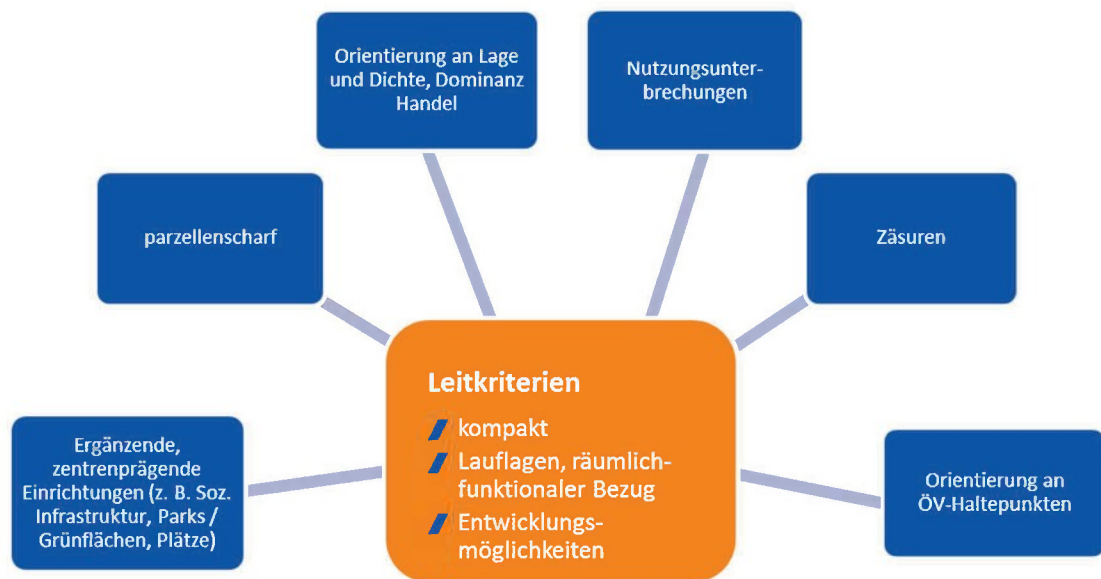 Orientierung an Lage
und Dichte, Dominanz
Handel
Nutzungsunter-
brechungen
parzellenscharf
Zäsuren
Leitkriterien
kompakt
Lauflagen, räumlich-
funktionaler Bezug
Entwicklungs-
möglichkeiten
Ergänzende,
zentrenprägende
Einrichtungen (z. B. Soz.
Infrastruktur, Parks /
Grünflächen, Plätze)
Orientierung an
ÖV-Haltepunkten